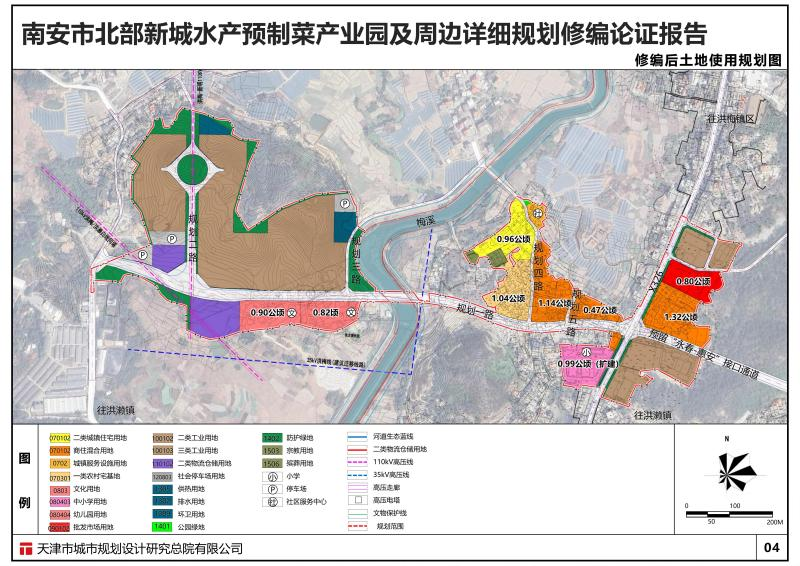 南安市北部新城水产预制菜产业园及周边详细规划修编论证报告
修编后土地使用规划图
往洪梅镇区
P
梅溪
社
规划二路
0.96公顷
P
P
规划三路
规划四路
X376
0.80公顷
1.04公顷
1.14公顷
规划五路
0.47公顷
0.90公顷
文
0.82公顷
文
规划一路
1.32公顷
预留“永春-惠安”接口通道
小
0.99公顷（扩建）
往洪濑镇
往洪濑镇
图例
070102 二类城镇住宅用地
070102 商住混合用地
0702 城镇服务设施用地
070301 一类农村宅基地
0803 文化用地
080403 中小学用地
080404 幼儿园用地
090102 批发市场用地
100102 二类工业用地
100103 三类工业用地
110102 二类物流仓储用地
120803 社会停车场用地
供热用地
排水用地
环卫用地
1401 公园绿地
1402 防护绿地
1503 宗教用地
1506 殡葬用地
小 小学
P 停车场
社 社区服务中心
河道生态蓝线
二类物流仓储用地
110kV高压线
35kV高压线
高压走廊
高压电塔
文物保护线
规划范围
N
0 100
50 200M
天津市城市规划设计研究总院有限公司
04